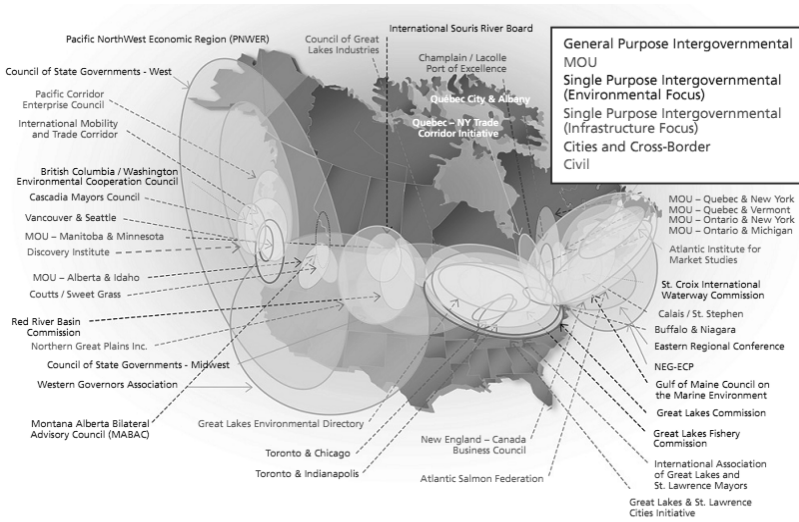 Pacific NorthWest Economic Region (PNWER)
Council of State Governments - West
Pacific Corridor
Enterprise Council
International Mobility
and Trade Corridor
British Columbia / Washington
Environmental Cooperation Council
Cascadia Mayors Council
Vancouver & Seattle
MOU – Manitoba & Minnesota
Discovery Institute
MOU – Alberta & Idaho
Coutts / Sweet Grass
Red River Basin
Commission
Northern Great Plains Inc.
Council of State Governments - Midwest
Western Governors Association
Montana Alberta Bilateral
Advisory Council (MABAC)
Council of Great
Lakes Industries
International Souris River Board
Champlain / Lacolle
Port of Excellence
Québec City & Albany
Quebec – NY Trade
Corridor Initiative
General Purpose Intergovernmental
MOU
Single Purpose Intergovernmental
(Environmental Focus)
Single Purpose Intergovernmental
(Infrastructure Focus)
Cities and Cross-Border
Civil
MOU – Quebec & New York
MOU – Quebec & Vermont
MOU – Ontario & New York
MOU – Ontario & Michigan
Atlantic Institute for
Market Studies
St. Croix International
Waterway Commission
Calais / St. Stephen
Buffalo & Niagara
Eastern Regional Conference
NEG-ECP
Gulf of Maine Council on
the Marine Environment
Great Lakes Commission
Great Lakes Fishery
Commission
International Association
of Great Lakes and
St. Lawrence Mayors
Great Lakes & St. Lawrence
Cities Initiative
Great Lakes Environmental Directory
Toronto & Chicago
Toronto & Indianapolis
New England – Canada
Business Council
Atlantic Salmon Federation